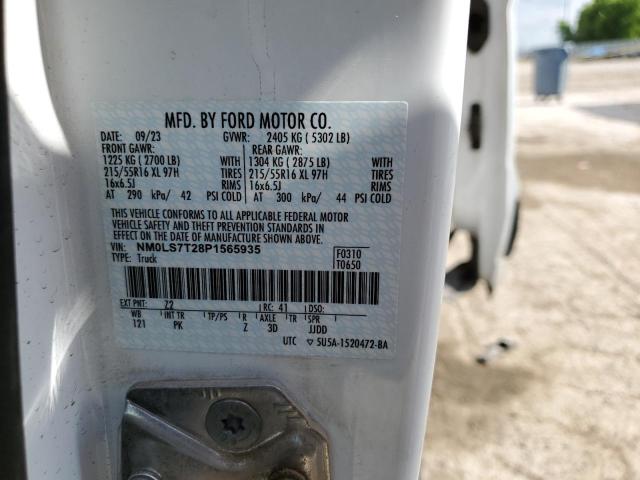 MFD. BY FORD MOTOR CO.
DATE: 09/23 GVWR: 2405 KG ( 5302 LB)
FRONT GAWR: REAR GAWR:
1225 KG ( 2700 LB) WITH 1304 KG ( 2875 LB) WITH
215/55R16 XL 97H TIRES 215/55R16 XL 97H TIRES
16x6.5J RIMS 16x6.5J RIMS
AT 290 kPa/ 42 PSI COLD AT 300 kPa/ 44 PSI COLD
THIS VEHICLE CONFORMS TO ALL APPLICABLE FEDERAL MOTOR
VEHICLE SAFETY AND THEFT PREVENTION STANDARDS IN
EFFECT ON THE DATE OF MANUFACTURE SHOWN ABOVE.
VIN: NM0LS7T28P1565935 F0310
TYPE: Truck T0650
EXT PNT: Z2 RC: 41 DSO:
WB INT TR TP/PS R AXLE TR SPR
121 PK Z 3D JJDD
UTC ▽ 5U5A-1520472-BA